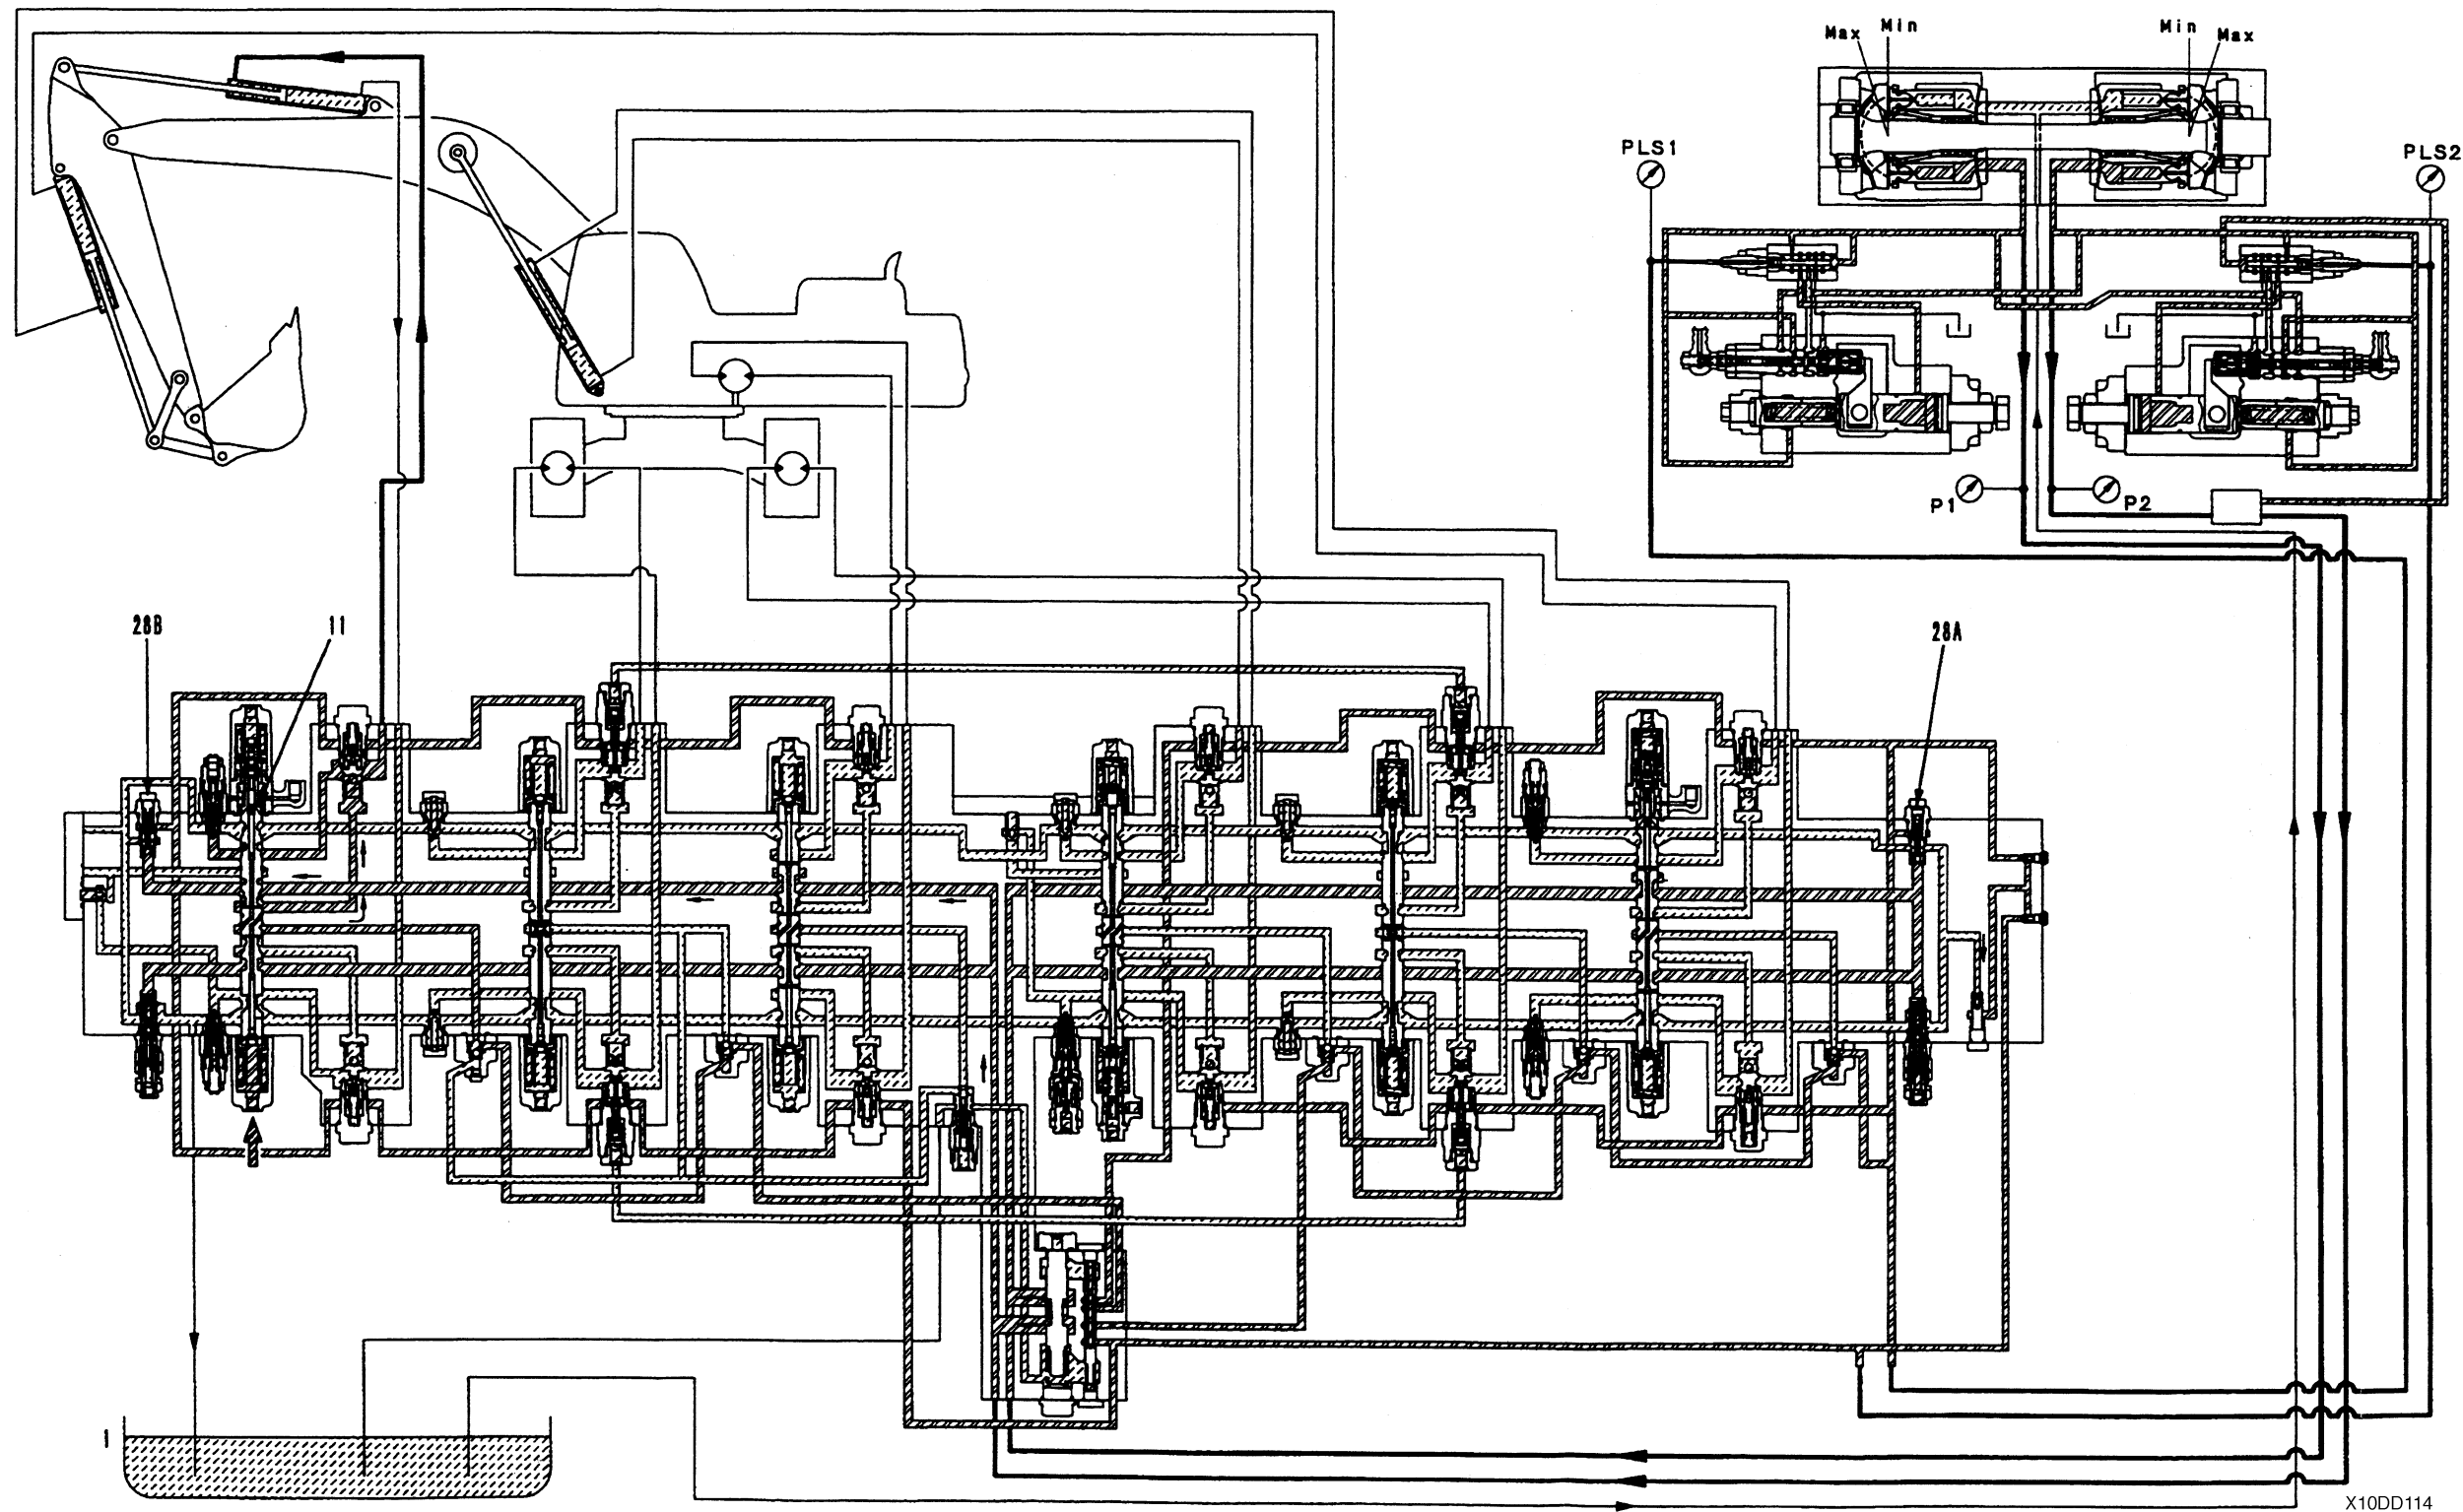 Max Min Min Max
PLS1
PLS2
P1
P2
28B
11
28A
1
X10DD114